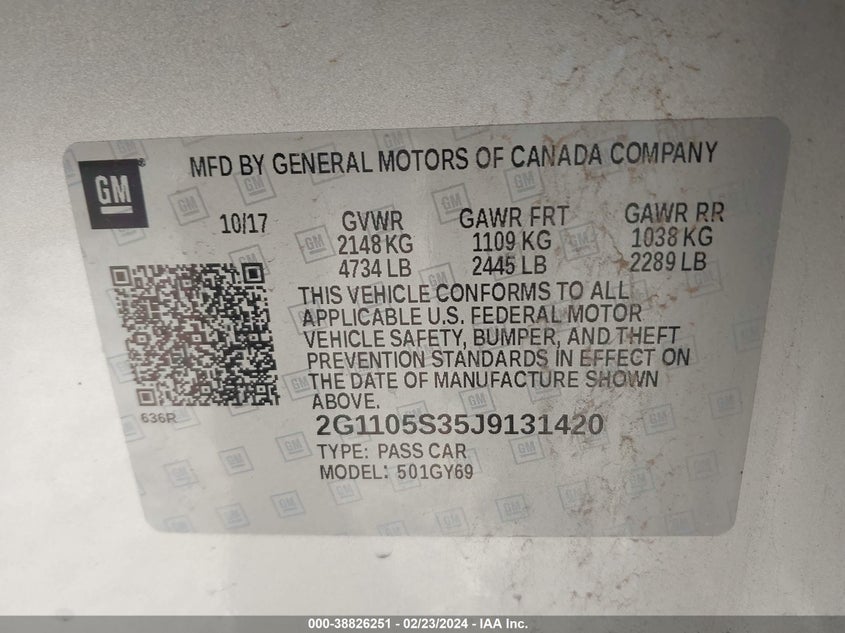 GM
MFD BY GENERAL MOTORS OF CANADA COMPANY
10/17 GVWR GAWR FRT GAWR RR
2148 KG 1109 KG 1038 KG
4734 LB 2445 LB 2289 LB
THIS VEHICLE CONFORMS TO ALL
APPLICABLE U.S. FEDERAL MOTOR
VEHICLE SAFETY, BUMPER, AND THEFT
PREVENTION STANDARDS IN EFFECT ON
THE DATE OF MANUFACTURE SHOWN
ABOVE.
636R
2G1105S35J9131420
TYPE: PASS CAR
MODEL: 501GY69
000-38826251 - 02/23/2024 - IAA Inc.